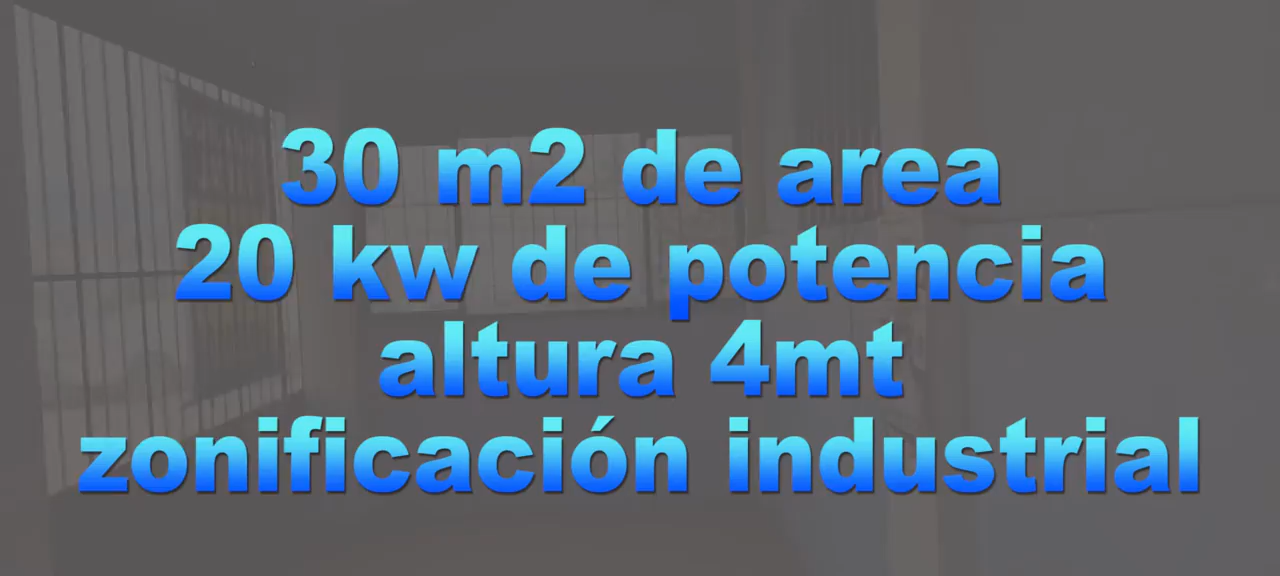 30 m2 de area
20 kw de potencia
altura 4mt
zonificación industrial